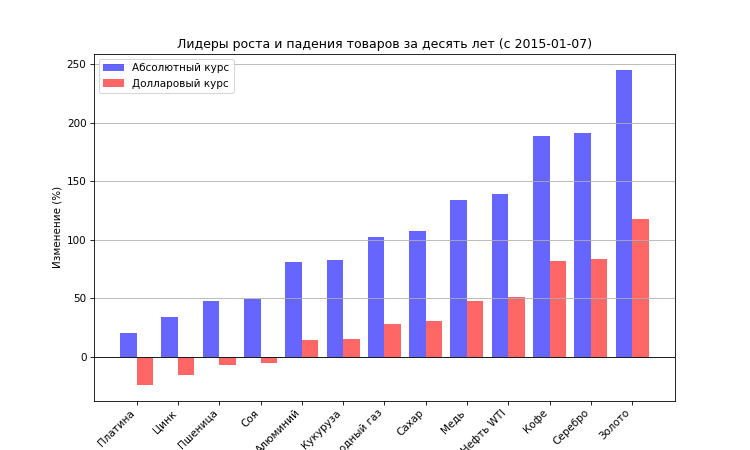 Лидеры роста и падения товаров за десять лет (с 2015-01-07)
Абсолютный курс
Долларовый курс
Изменение (%)
250
200
150
100
50
0
Платина
Цинк
Пшеница
Соя
Алюминий
Кукуруза
одный газ
Сахар
Медь
Нефть WTI
Кофе
Серебро
Золото